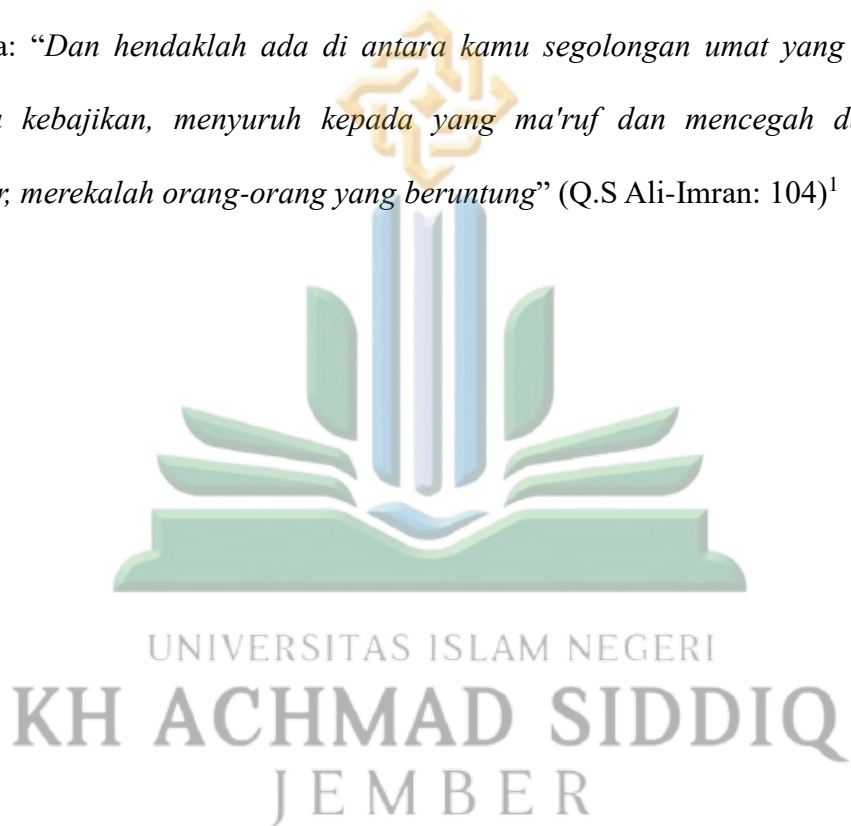 a: “Dan hendaklah ada di antara kamu segolongan umat yang
kebajikan, menyuruh kepada yang ma'ruf dan mencegah
merekalah orang-orang yang beruntung” (Q.S Ali-Imran: 104)¹
UNIVERSITAS ISLAM NEGERI
KH ACHMAD SIDDIQ
JEMBER